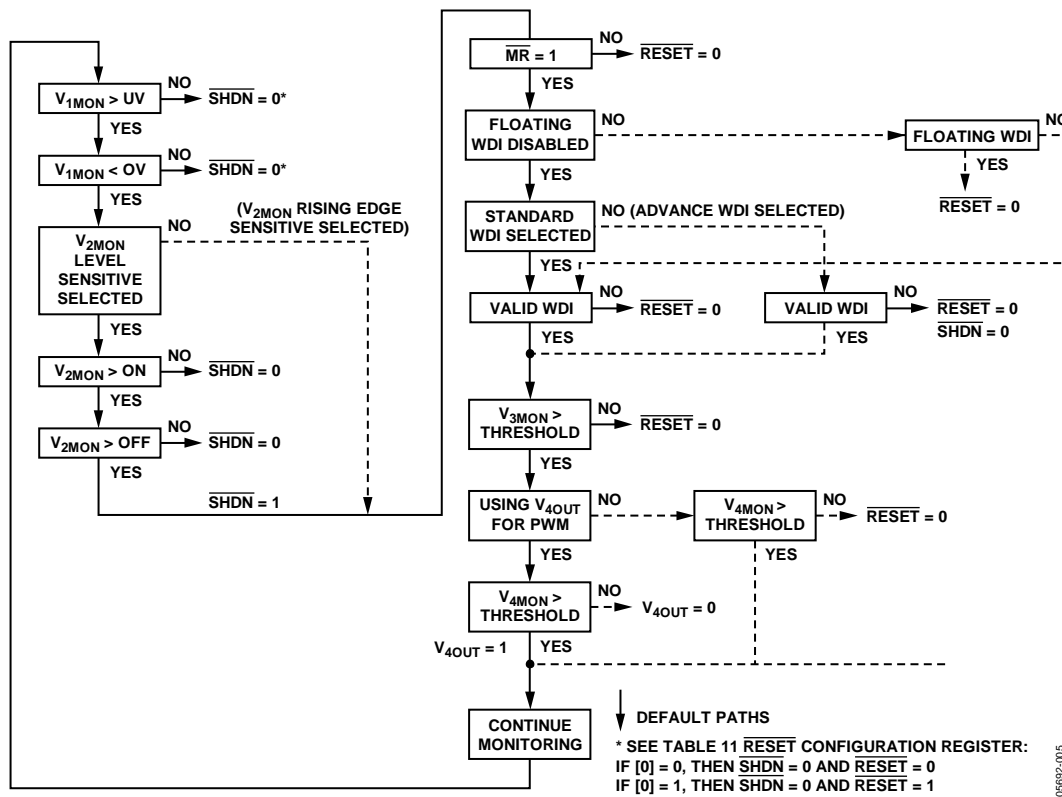 V1MON > UV
NO
SHDN = 0*
YES
V1MON < OV
NO
SHDN = 0*
YES
V2MON
LEVEL
SENSITIVE
SELECTED
NO
(V2MON RISING EDGE
SENSITIVE SELECTED)
YES
V2MON > ON
NO
SHDN = 0
YES
V2MON > OFF
NO
SHDN = 0
YES
SHDN = 1
MR = 1
NO
RESET = 0
YES
FLOATING
WDI DISABLED
NO
FLOATING WDI
NO
YES
RESET = 0
YES
STANDARD
WDI SELECTED
NO (ADVANCE WDI SELECTED)
YES
VALID WDI
NO
RESET = 0
YES
VALID WDI
NO
RESET = 0
SHDN = 0
YES
V3MON >
THRESHOLD
NO
RESET = 0
YES
USING V4OUT
FOR PWM
NO
V4MON >
THRESHOLD
NO
RESET = 0
YES
YES
V4MON >
THRESHOLD
NO
V4OUT = 0
V4OUT = 1
YES
CONTINUE
MONITORING
DEFAULT PATHS
* SEE TABLE 11 RESET CONFIGURATION REGISTER:
IF [0] = 0, THEN SHDN = 0 AND RESET = 0
IF [0] = 1, THEN SHDN = 0 AND RESET = 1
05692-005